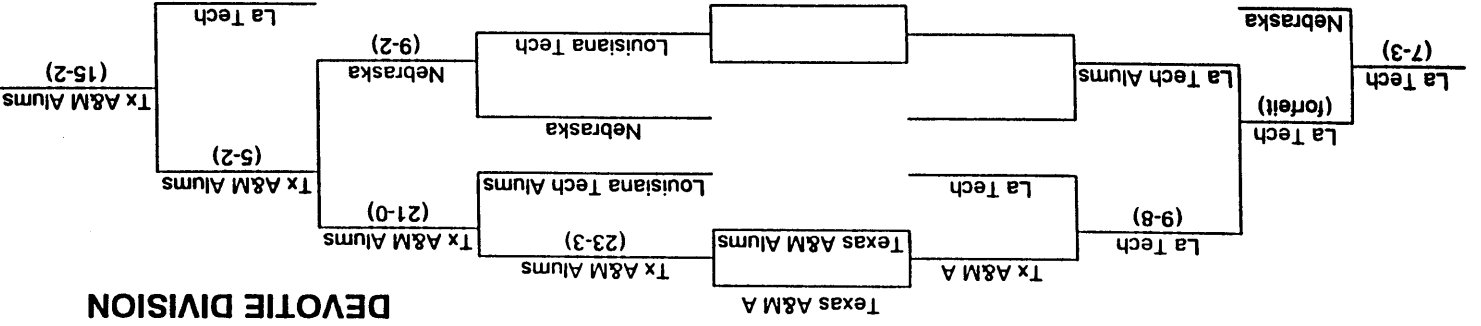 DEVOTIE DIVISION
Texas A&M A
Tx A&M A
Tx A&M Alums
(23-3)
La Tech
(9-8)
Texas A&M Alums
Tx A&M Alums
(21-0)
La Tech
Louisiana Tech Alums
Tx A&M Alums
(5-2)
La Tech
(forfeit)
Nebraska
Tx A&M Alums
(15-2)
La Tech
(7-3)
La Tech Alums
Nebraska
(9-2)
Louisiana Tech
Nebraska
La Tech